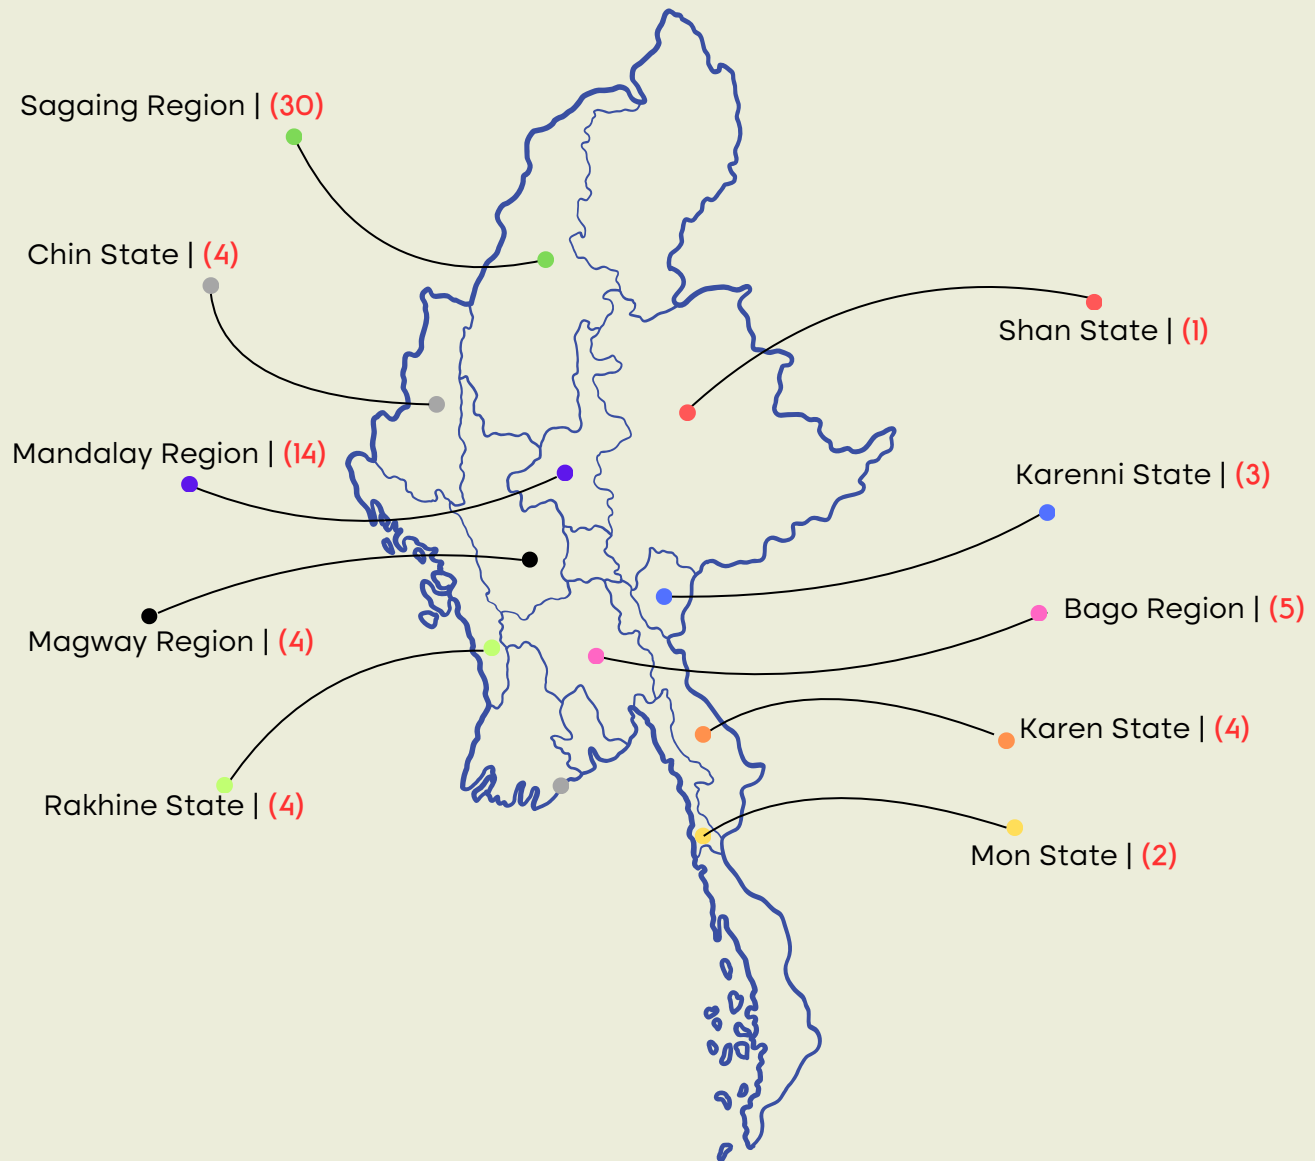 Sagaing Region | (30)
Chin State | (4)
Shan State | (1)
Mandalay Region | (14)
Karenni State | (3)
Bago Region | (5)
Magway Region | (4)
Karen State | (4)
Rakhine State | (4)
Mon State | (2)